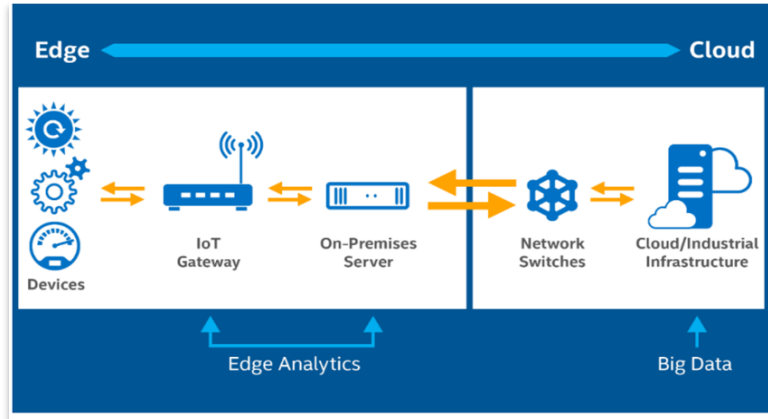 Edge
Cloud
Devices
IoT
Gateway
On-Premises
Server
Network
Switches
Cloud/Industrial
Infrastructure
Edge Analytics
Big Data